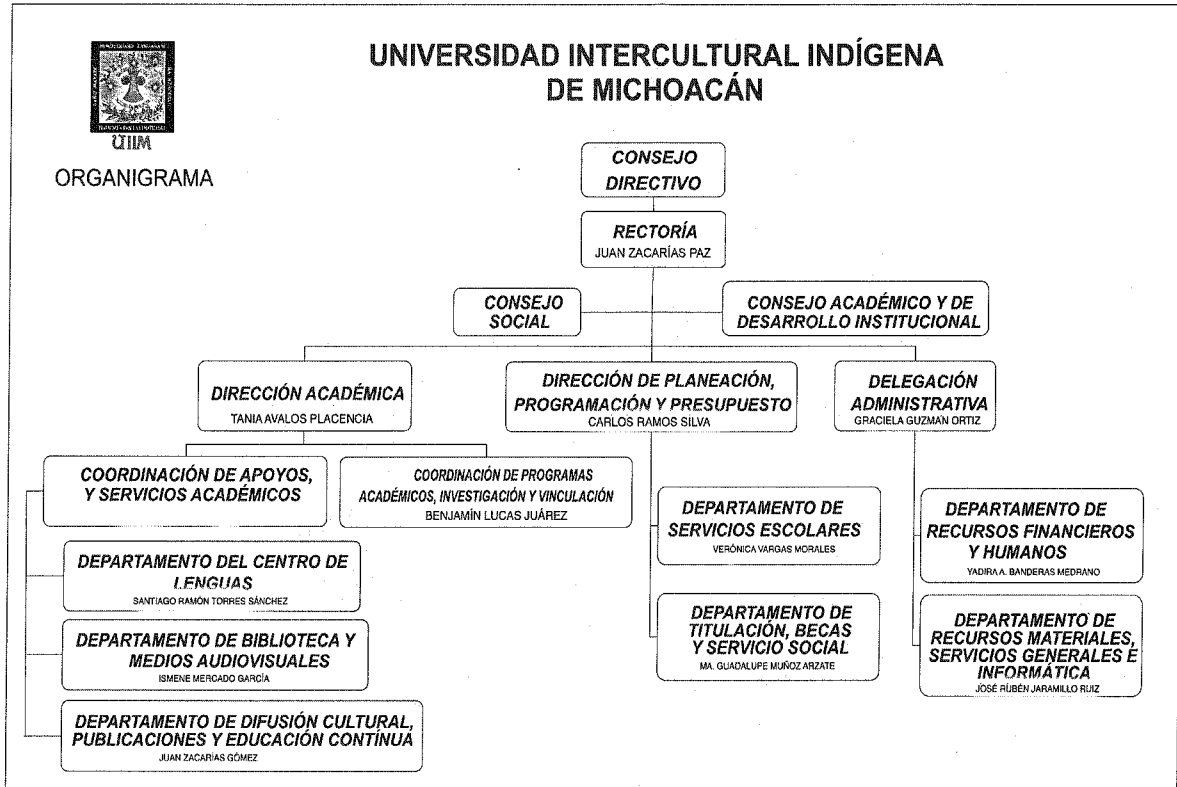 UNIVERSIDAD INTERCULTURAL INDÍGENA
DE MICHOACÁN
UIIM
ORGANIGRAMA
CONSEJO
DIRECTIVO
RECTORÍA
JUAN ZACARÍAS PAZ
CONSEJO
SOCIAL
CONSEJO ACADÉMICO Y DE
DESARROLLO INSTITUCIONAL
DIRECCIÓN ACADÉMICA
TANIA AVALOS PLACENCIA
DIRECCIÓN DE PLANEACIÓN,
PROGRAMACIÓN Y PRESUPUESTO
CARLOS RAMOS SILVA
DELEGACIÓN
ADMINISTRATIVA
GRACIELA GUZMÁN ORTIZ
COORDINACIÓN DE APOYOS,
Y SERVICIOS ACADÉMICOS
COORDINACIÓN DE PROGRAMAS
ACADÉMICOS, INVESTIGACIÓN Y VINCULACIÓN
BENJAMÍN LUCAS JUÁREZ
DEPARTAMENTO DEL CENTRO DE
LENGUAS
SANTIAGO RAMÓN TORRES SÁNCHEZ
DEPARTAMENTO DE BIBLIOTECA Y
MEDIOS AUDIOVISUALES
ISMENE MERCADO GARCÍA
DEPARTAMENTO DE DIFUSIÓN CULTURAL,
PUBLICACIONES Y EDUCACIÓN CONTÍNUA
JUAN ZACARÍAS GÓMEZ
DEPARTAMENTO DE
SERVICIOS ESCOLARES
VERÓNICA VARGAS MORALES
DEPARTAMENTO DE
TITULACIÓN, BECAS
Y SERVICIO SOCIAL
MA. GUADALUPE MUÑOZ ARZATE
DEPARTAMENTO DE
RECURSOS FINANCIEROS
Y HUMANOS
YADIRA A. BANDERAS MEDRANO
DEPARTAMENTO DE
RECURSOS MATERIALES,
SERVICIOS GENERALES E
INFORMÁTICA
JOSÉ RUBÉN JARAMILLO RUIZ